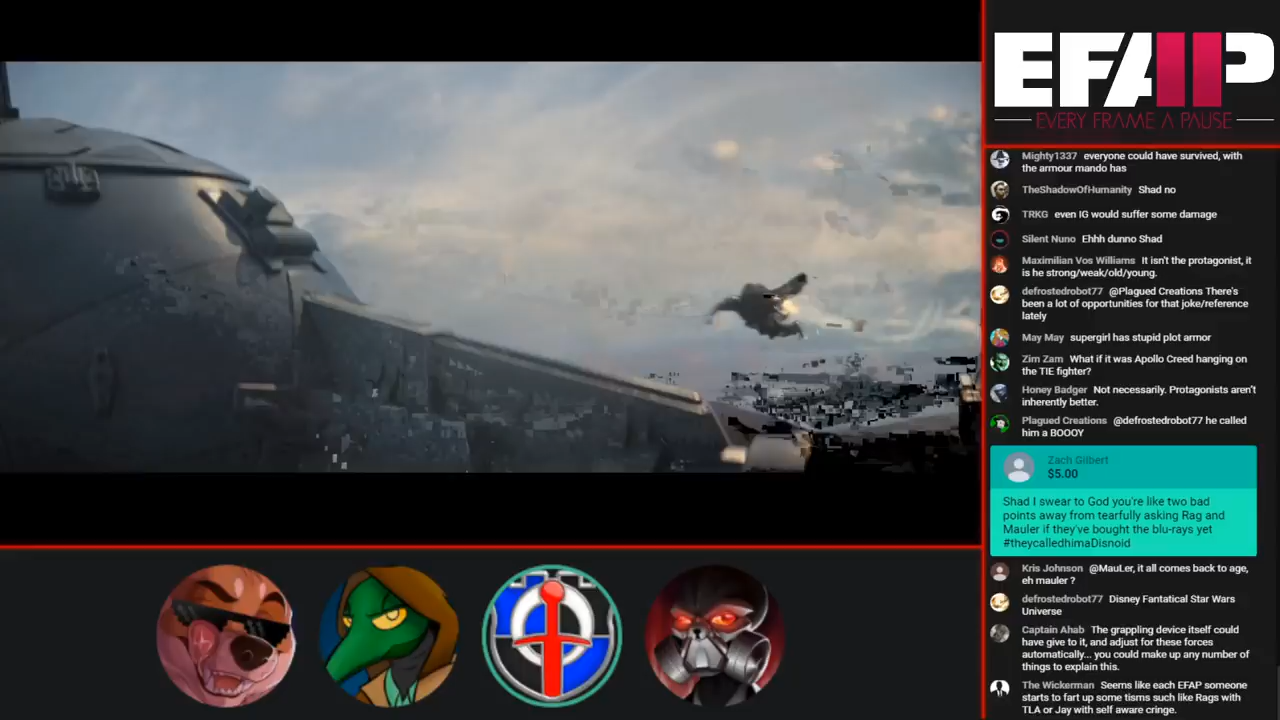 EFAP
EVERY FRAME A PAUSE
Mighty1337 everyone could have survived, with
the armour mando has
TheShadowOfHumanity Shad no
TRKG even IG would suffer some damage
Silent Nuno Ehhh dunno Shad
Maximilian Vos Williams It isn't the protagonist, it
is he strong/weak/old/young.
defrostedrobot77 @Plagued Creations There's
been a lot of opportunities for that joke/reference
lately
May May supergirl has stupid plot armor
Zim Zam What if it was Apollo Creed hanging on
the TIE fighter?
Honey Badger Not necessarily. Protagonists aren't
inherently better.
Plagued Creations @defrostedrobot77 he called
him a BOOOY
Zach Gilbert
$5.00
Shad I swear to God you're like two bad
points away from tearfully asking Rag and
Mauler if they've bought the blu-rays yet
#theycalledhimaDisnoid
Kris Johnson @MauLer, it all comes back to age,
eh mauler ?
defrostedrobot77 Disney Fantatical Star Wars
Universe
Captain Ahab The grappling device itself could
have give to it, and adjust for these forces
automatically... you could make up any number of
things to explain this.
The Wickerman Seems like each EFAP someone
starts to fart up some tisms such like Rags with
TLA or Jay with self aware cringe.